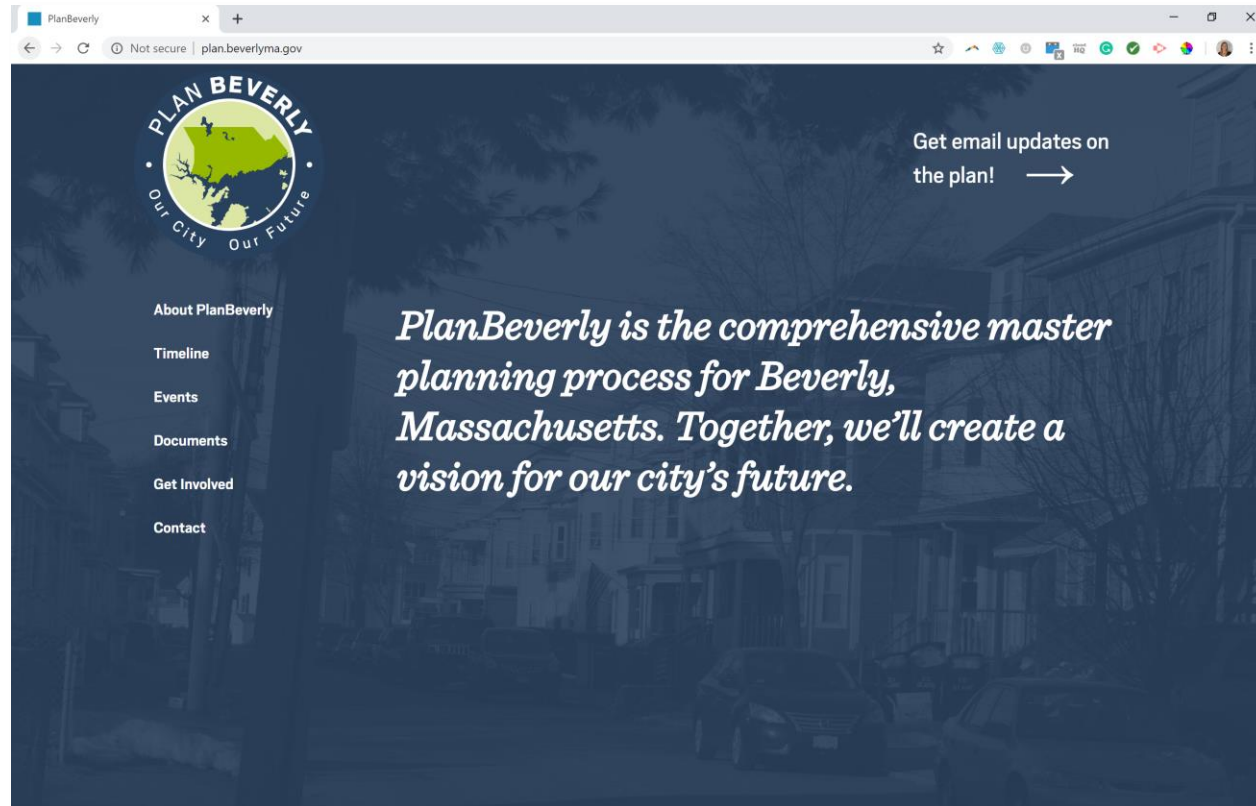 PlanBeverly
Not secure | plan.beverlyma.gov
PLAN BEVERLY
Our City Our Future
Get email updates on
the plan!
About PlanBeverly
Timeline
Events
Documents
Get Involved
Contact
PlanBeverly is the comprehensive master
planning process for Beverly,
Massachusetts. Together, we’ll create a
vision for our city’s future.